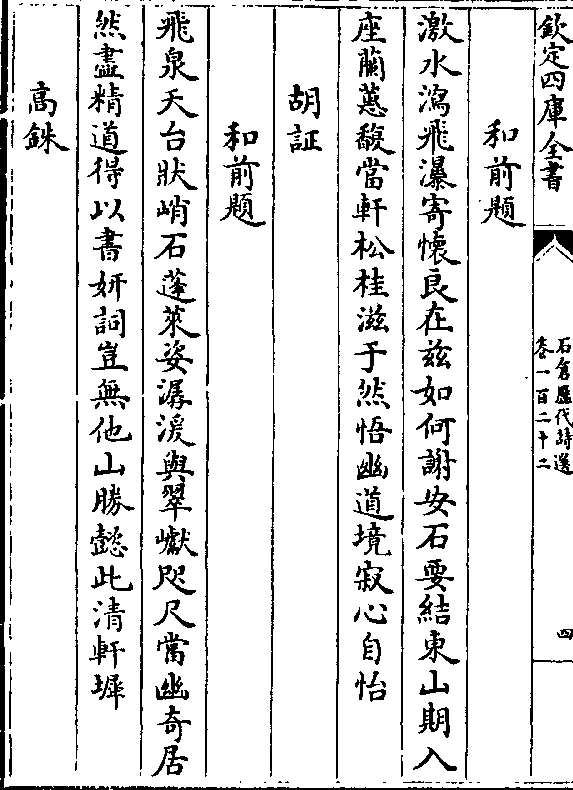 欽定四庫全書
石倉歷代詩選
卷一百二十二
四
和前題
激水瀉飛瀑寄懷良在兹如何謝安石要結東山期入
座蘭蕙馥當軒松桂滋于然悟幽道境寂心自怡
胡証
和前題
飛泉天台狀峭石蓬萊姿潺湲與翠巘咫尺當幽奇居
然盡精道得以書姸詞豈無他山勝懿此清軒墀
高銖